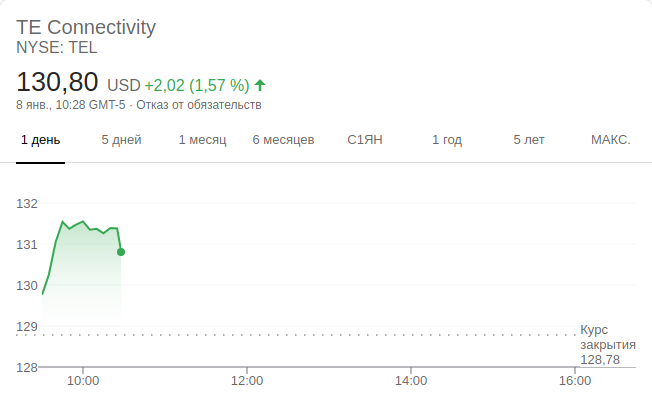 TE Connectivity
NYSE: TEL
130,80 USD +2,02 (1,57 %)
8 янв., 10:28 GMT-5 · Отказ от обязательств
1 день 5 дней 1 месяц 6 месяцев С1ЯН 1 год 5 лет МАКС.
132
131
130
129
128
Курс
закрытия
128,78
10:00 12:00 14:00 16:00